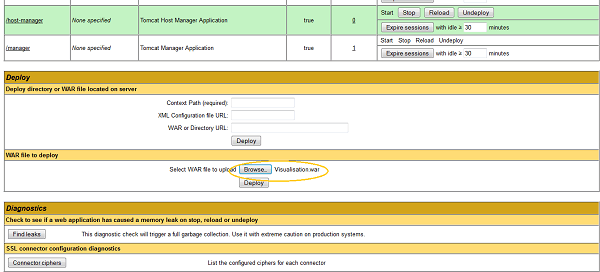 /host-manager None specified Tomcat Host Manager Application true 0 Start Stop Reload Undeploy
Expire sessions with idle ≥ 30 minutes
/manager None specified Tomcat Manager Application true 1 Start Stop Reload Undeploy
Expire sessions with idle ≥ 30 minutes
Deploy
Deploy directory or WAR file located on server
Context Path (required):
XML Configuration file URL:
WAR or Directory URL:
Deploy
WAR file to deploy
Select WAR file to upload Browse.. Visualisation.war
Deploy
Diagnostics
Check to see if a web application has caused a memory leak on stop, reload or undeploy
Find leaks This diagnostic check will trigger a full garbage collection. Use it with extreme caution on production systems.
SSL connector configuration diagnostics
Connector ciphers List the configured ciphers for each connector